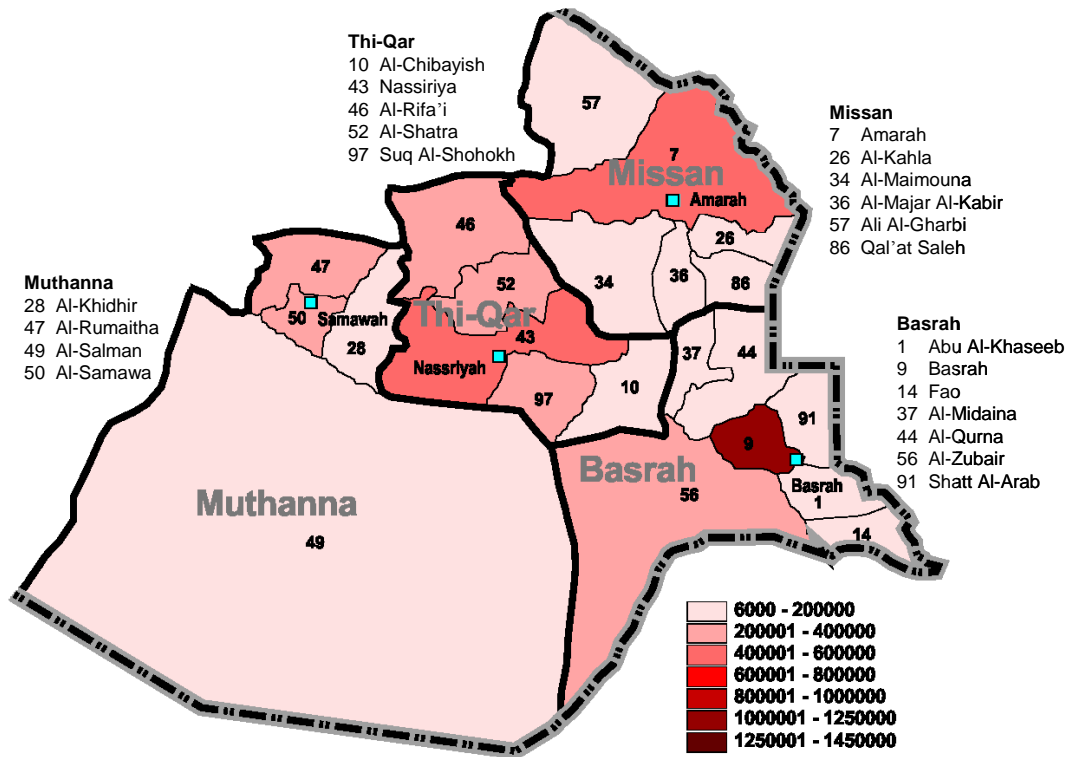 Thi-Qar
10 Al-Chibayish
43 Nassiriya
46 Al-Rifa’i
52 Al-Shatra
97 Suq Al-Shohokh
Missan
7 Amarah
26 Al-Kahla
34 Al-Maimouna
36 Al-Majar Al-Kabir
57 Ali Al-Gharbi
86 Qal’at Saleh
Muthanna
28 Al-Khidhir
47 Al-Rumaitha
49 Al-Salman
50 Al-Samawa
Basrah
1 Abu Al-Khaseeb
9 Basrah
14 Fao
37 Al-Midaina
44 Al-Qurna
56 Al-Zubair
91 Shatt Al-Arab
57
7
Missan
Amarah
46
26
47
52
34
36
86
50
Samawah
Thi-Qar
28
43
37
44
Nassriyah
10
97
91
9
Basrah
56
Basrah
1
Muthanna
49
14
6000 - 200000
200001 - 400000
400001 - 600000
600001 - 800000
800001 - 1000000
1000001 - 1250000
1250001 - 1450000